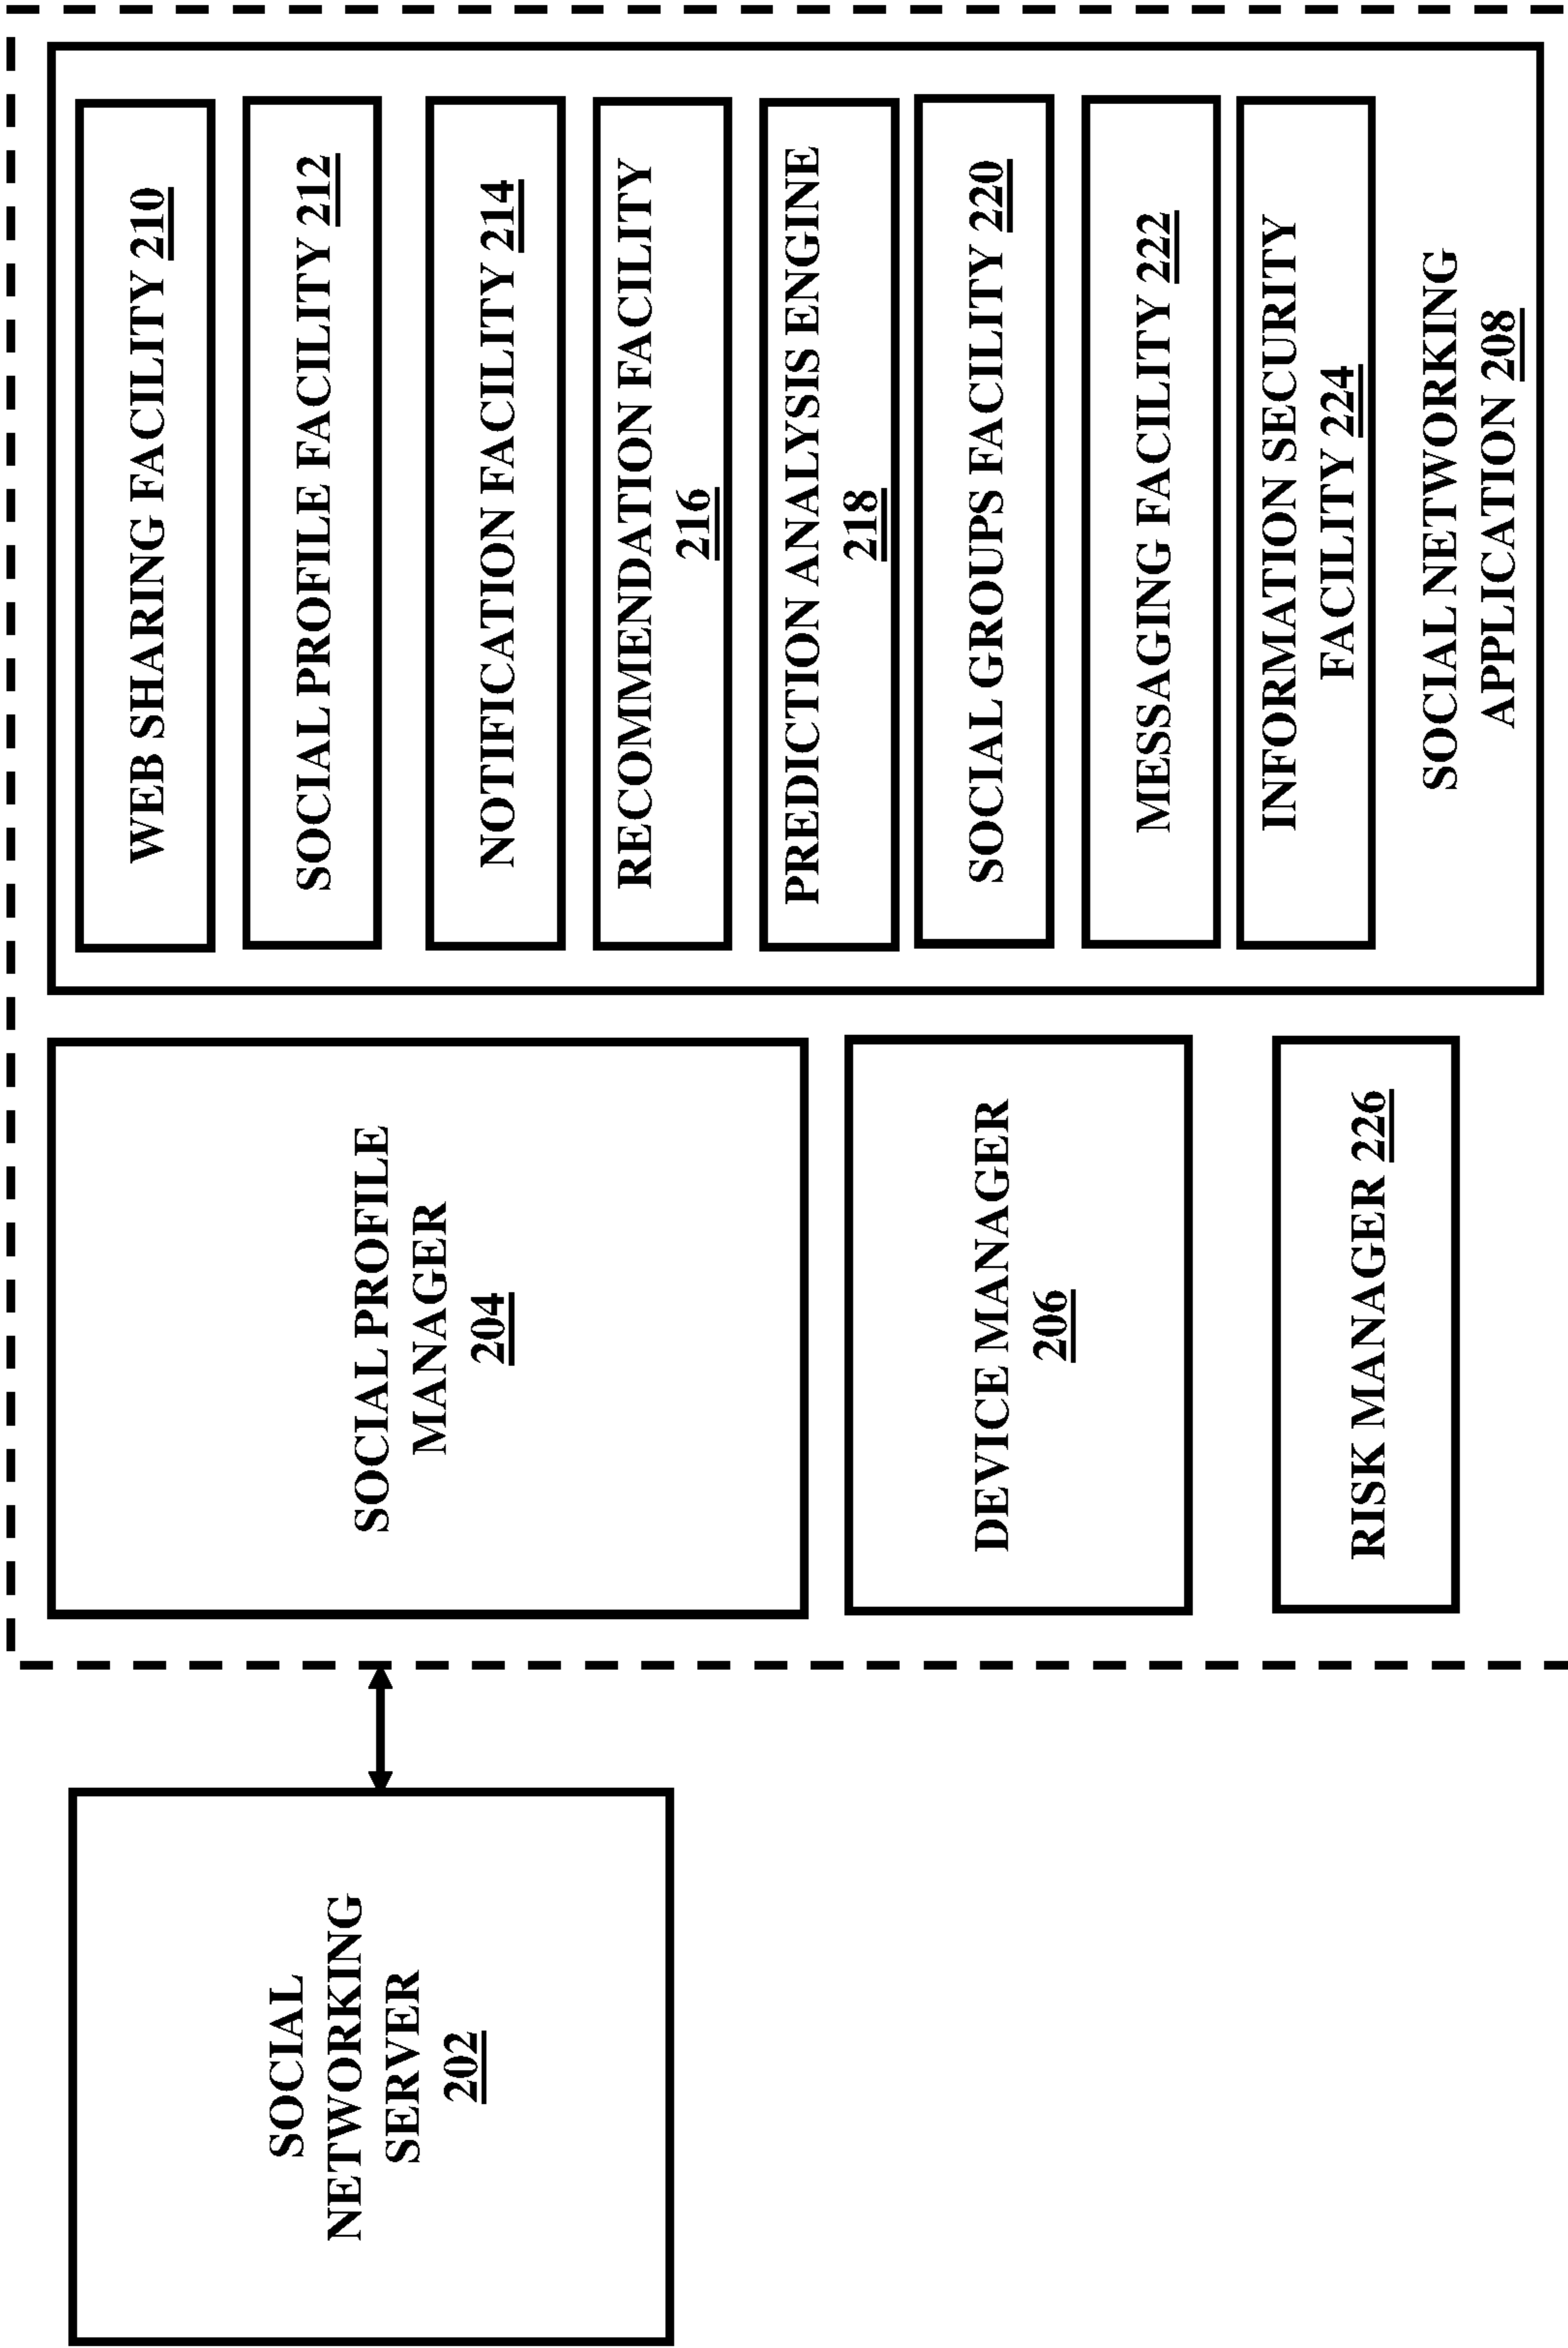 SOCIAL
NETWORKING
SERVER
202
SOCIAL PROFILE
MANAGER
204
DEVICE MANAGER
206
RISK MANAGER 226
WEB SHARING FACILITY 210
SOCIAL PROFILE FACILITY 212
NOTIFICATION FACILITY 214
RECOMMENDATION FACILITY
216
PREDICTION ANALYSIS ENGINE
218
SOCIAL GROUPS FACILITY 220
MESSAGING FACILITY 222
INFORMATION SECURITY
FACILITY 224
SOCIAL NETWORKING
APPLICATION 208